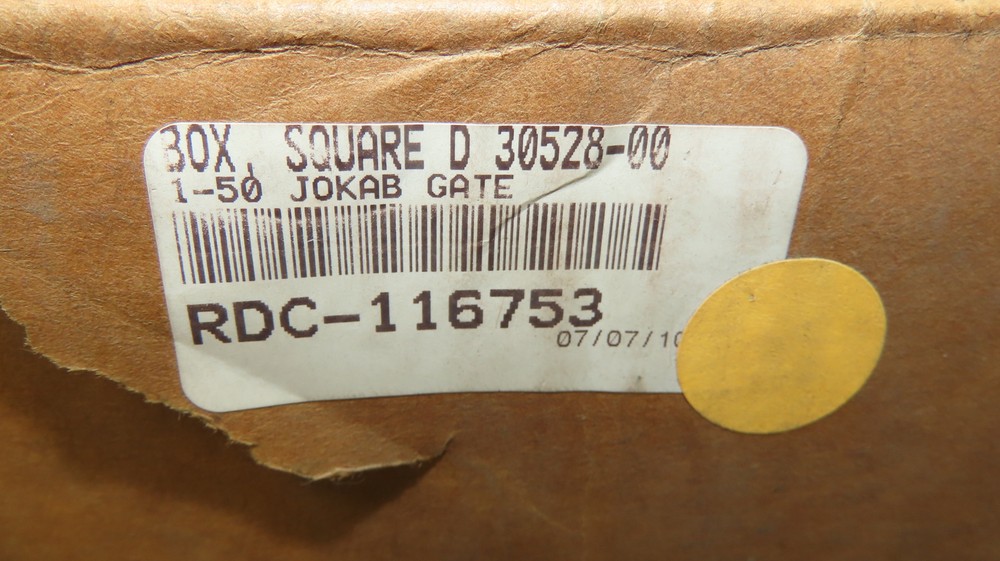 BOX, SQUARE D 30528-00
1-50 JOKAB GATE
RDC-116753
07/07/10